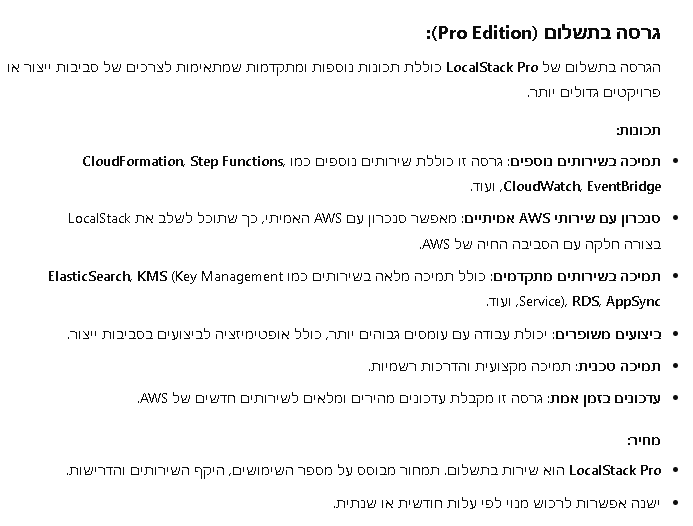 גרסה בתשלום (Pro Edition):
הגרסה בתשלום של LocalStack Pro כוללת תכונות נוספות ומתקדמות שמתאימות לצרכים של סביבות ייצור או
פרויקטים גדולים יותר.
תכונות:
• תמיכה בשירותים נוספים: גרסה זו כוללת שירותים נוספים כמו CloudFormation, Step Functions,
CloudWatch, EventBridge, ועוד.
• סנכרון עם שירותי AWS אמיתיים: מאפשר סנכרון עם AWS האמיתי, כך שתוכל לשלב את LocalStack
בצורה חלקה עם הסביבה החיה של AWS.
• תמיכה בשירותים מתקדמים: כולל תמיכה מלאה בשירותים כמו ElasticSearch, KMS (Key Management
Service), RDS, AppSync, ועוד.
• ביצועים משופרים: יכולת עבודה עם עומסים גבוהים יותר, כולל אופטימיזציה לביצועים בסביבות ייצור.
• תמיכה טכנית: תמיכה מקצועית והדרכות רשמיות.
• עדכונים בזמן אמת: גרסה זו מקבלת עדכונים מהירים ומלאים לשירותים חדשים של AWS.
מחיר:
• LocalStack Pro הוא שירות בתשלום. תמחור מבוסס על מספר השימושים, היקף השירותים והדרישות.
• ישנה אפשרות לרכוש מנוי לפי עלות חודשית או שנתית.